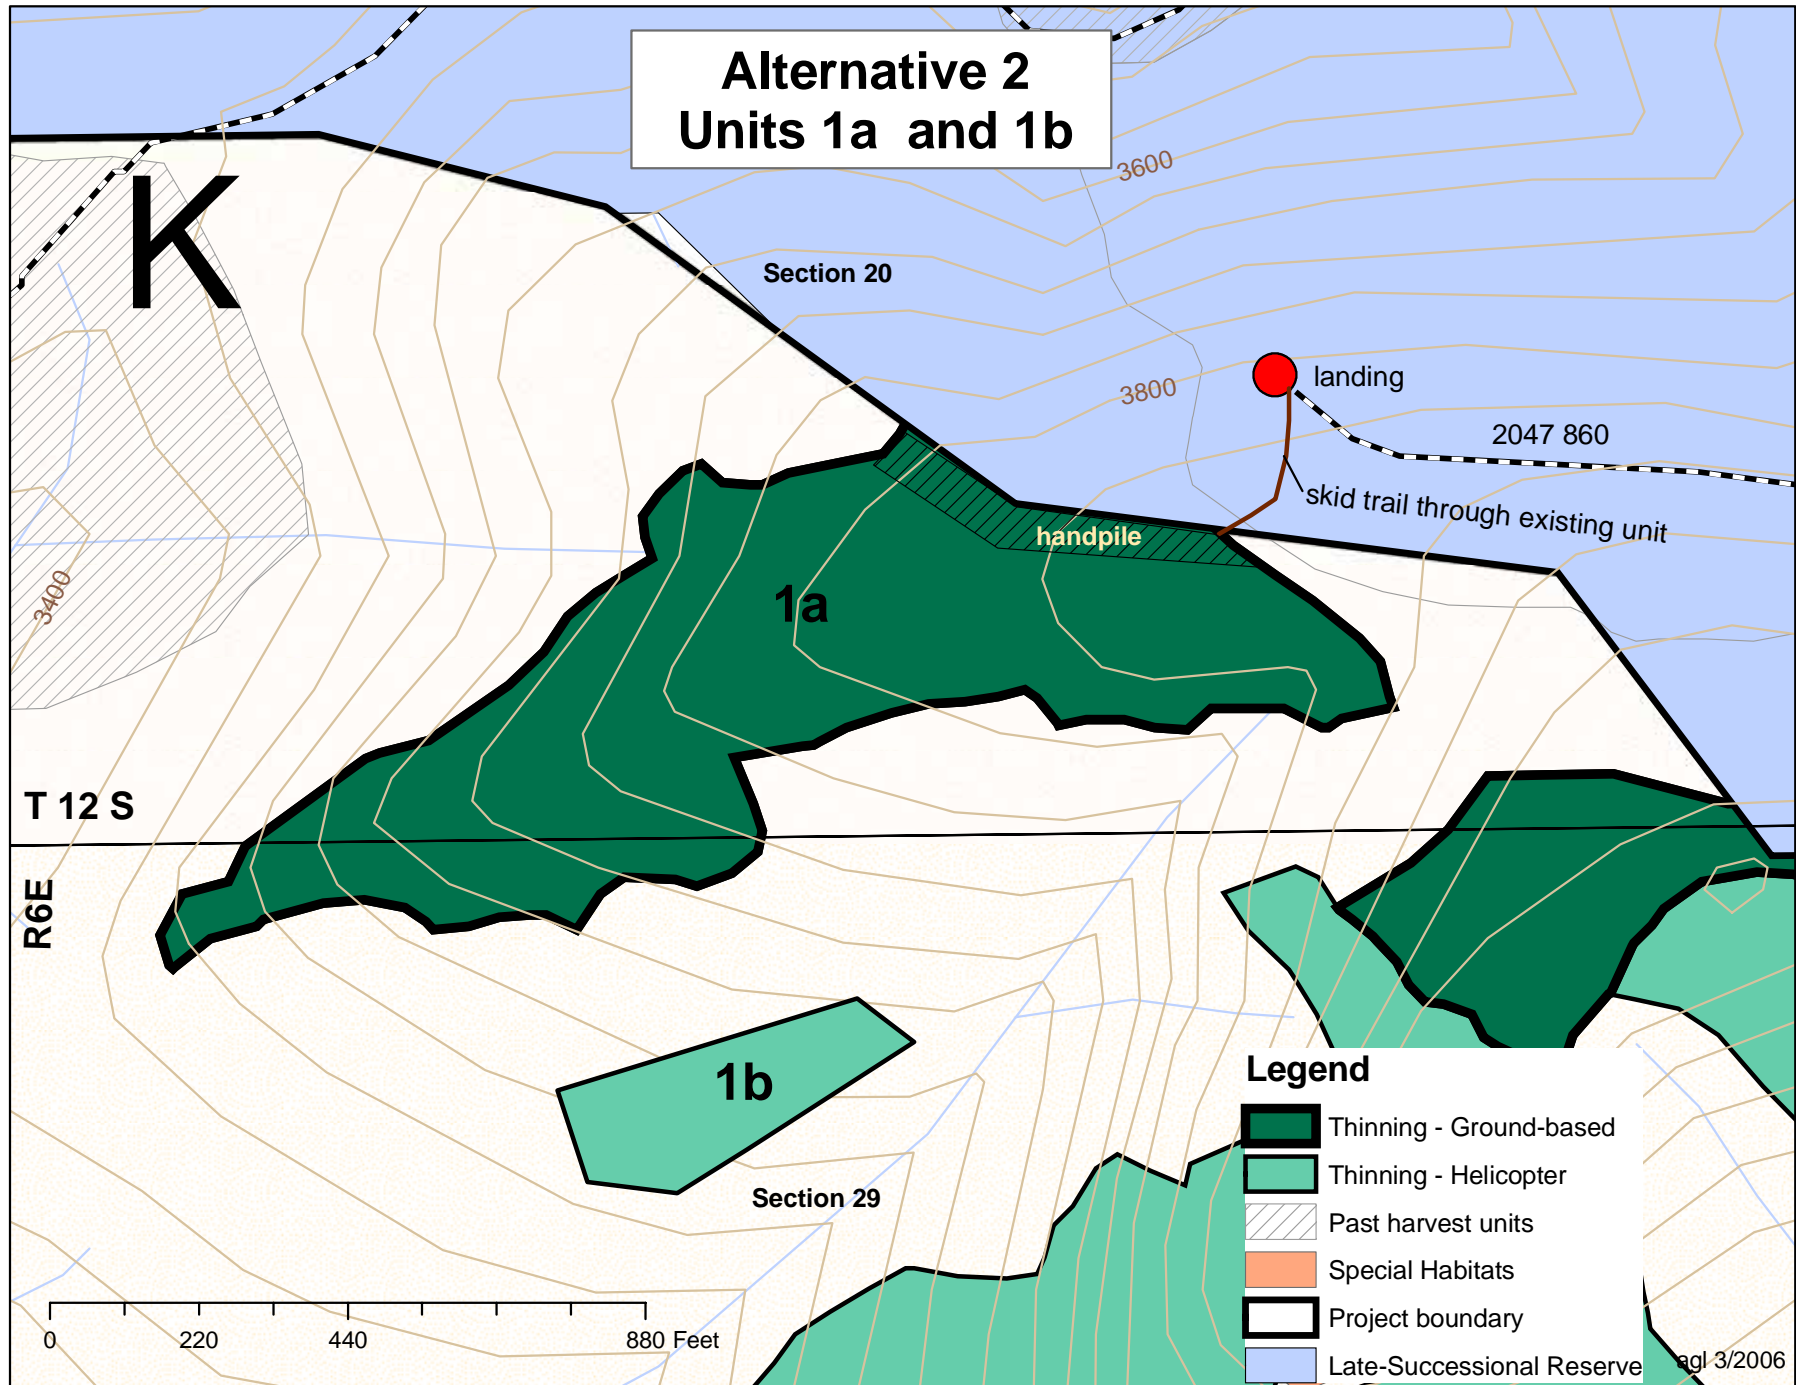 Alternative 2
Units 1a and 1b
K
3600
Section 20
landing
3800
2047 860
skid trail through existing unit
handpile
1a
3400
T 12 S
R6E
1b
Section 29
Legend
Thinning - Ground-based
Thinning - Helicopter
Past harvest units
Special Habitats
Project boundary
Late-Successional Reserve
0 220 440 880 Feet
agl 3/2006